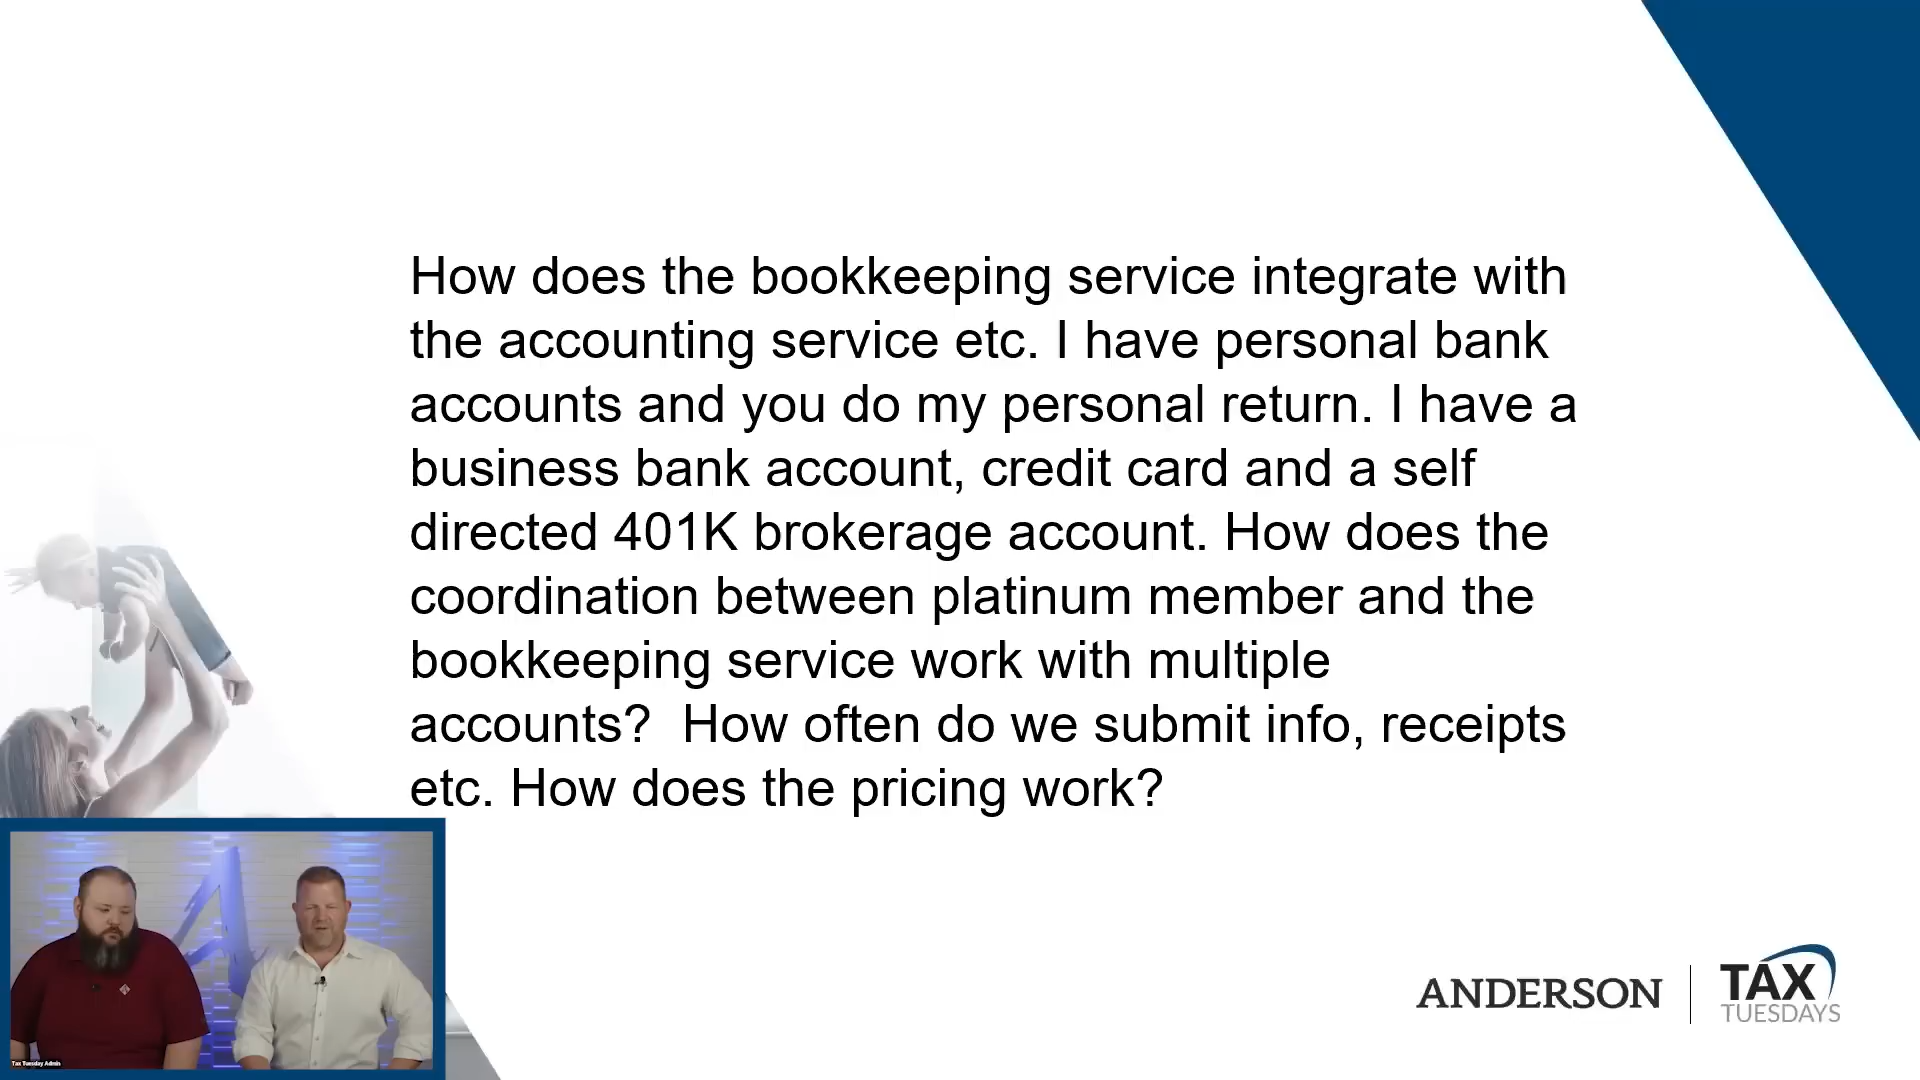 How does the bookkeeping service integrate with
the accounting service etc. I have personal bank
accounts and you do my personal return. I have a
business bank account, credit card and a self
directed 401K brokerage account. How does the
coordination between platinum member and the
bookkeeping service work with multiple
accounts?  How often do we submit info, receipts
etc. How does the pricing work?
Tax Tuesday Admin
ANDERSON
TAX
TUESDAYS